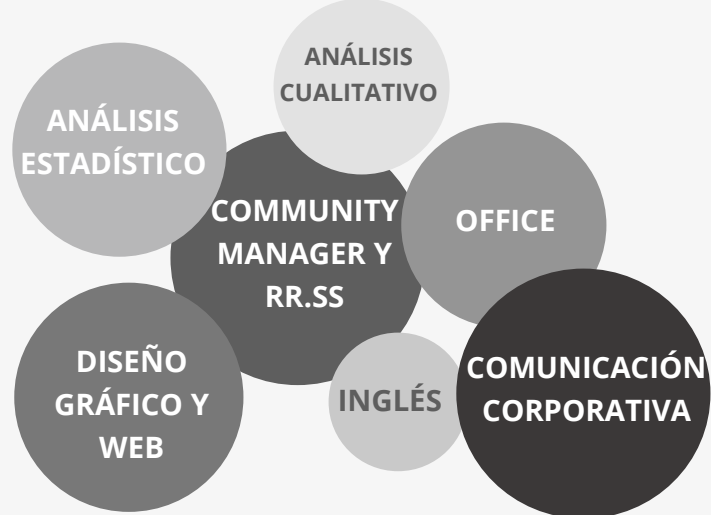 ANÁLISIS
CUALITATIVO
ANÁLISIS
ESTADÍSTICO
COMMUNITY
MANAGER Y
RR.SS
OFFICE
DISEÑO
GRÁFICO Y
WEB
INGLÉS
COMUNICACIÓN
CORPORATIVA